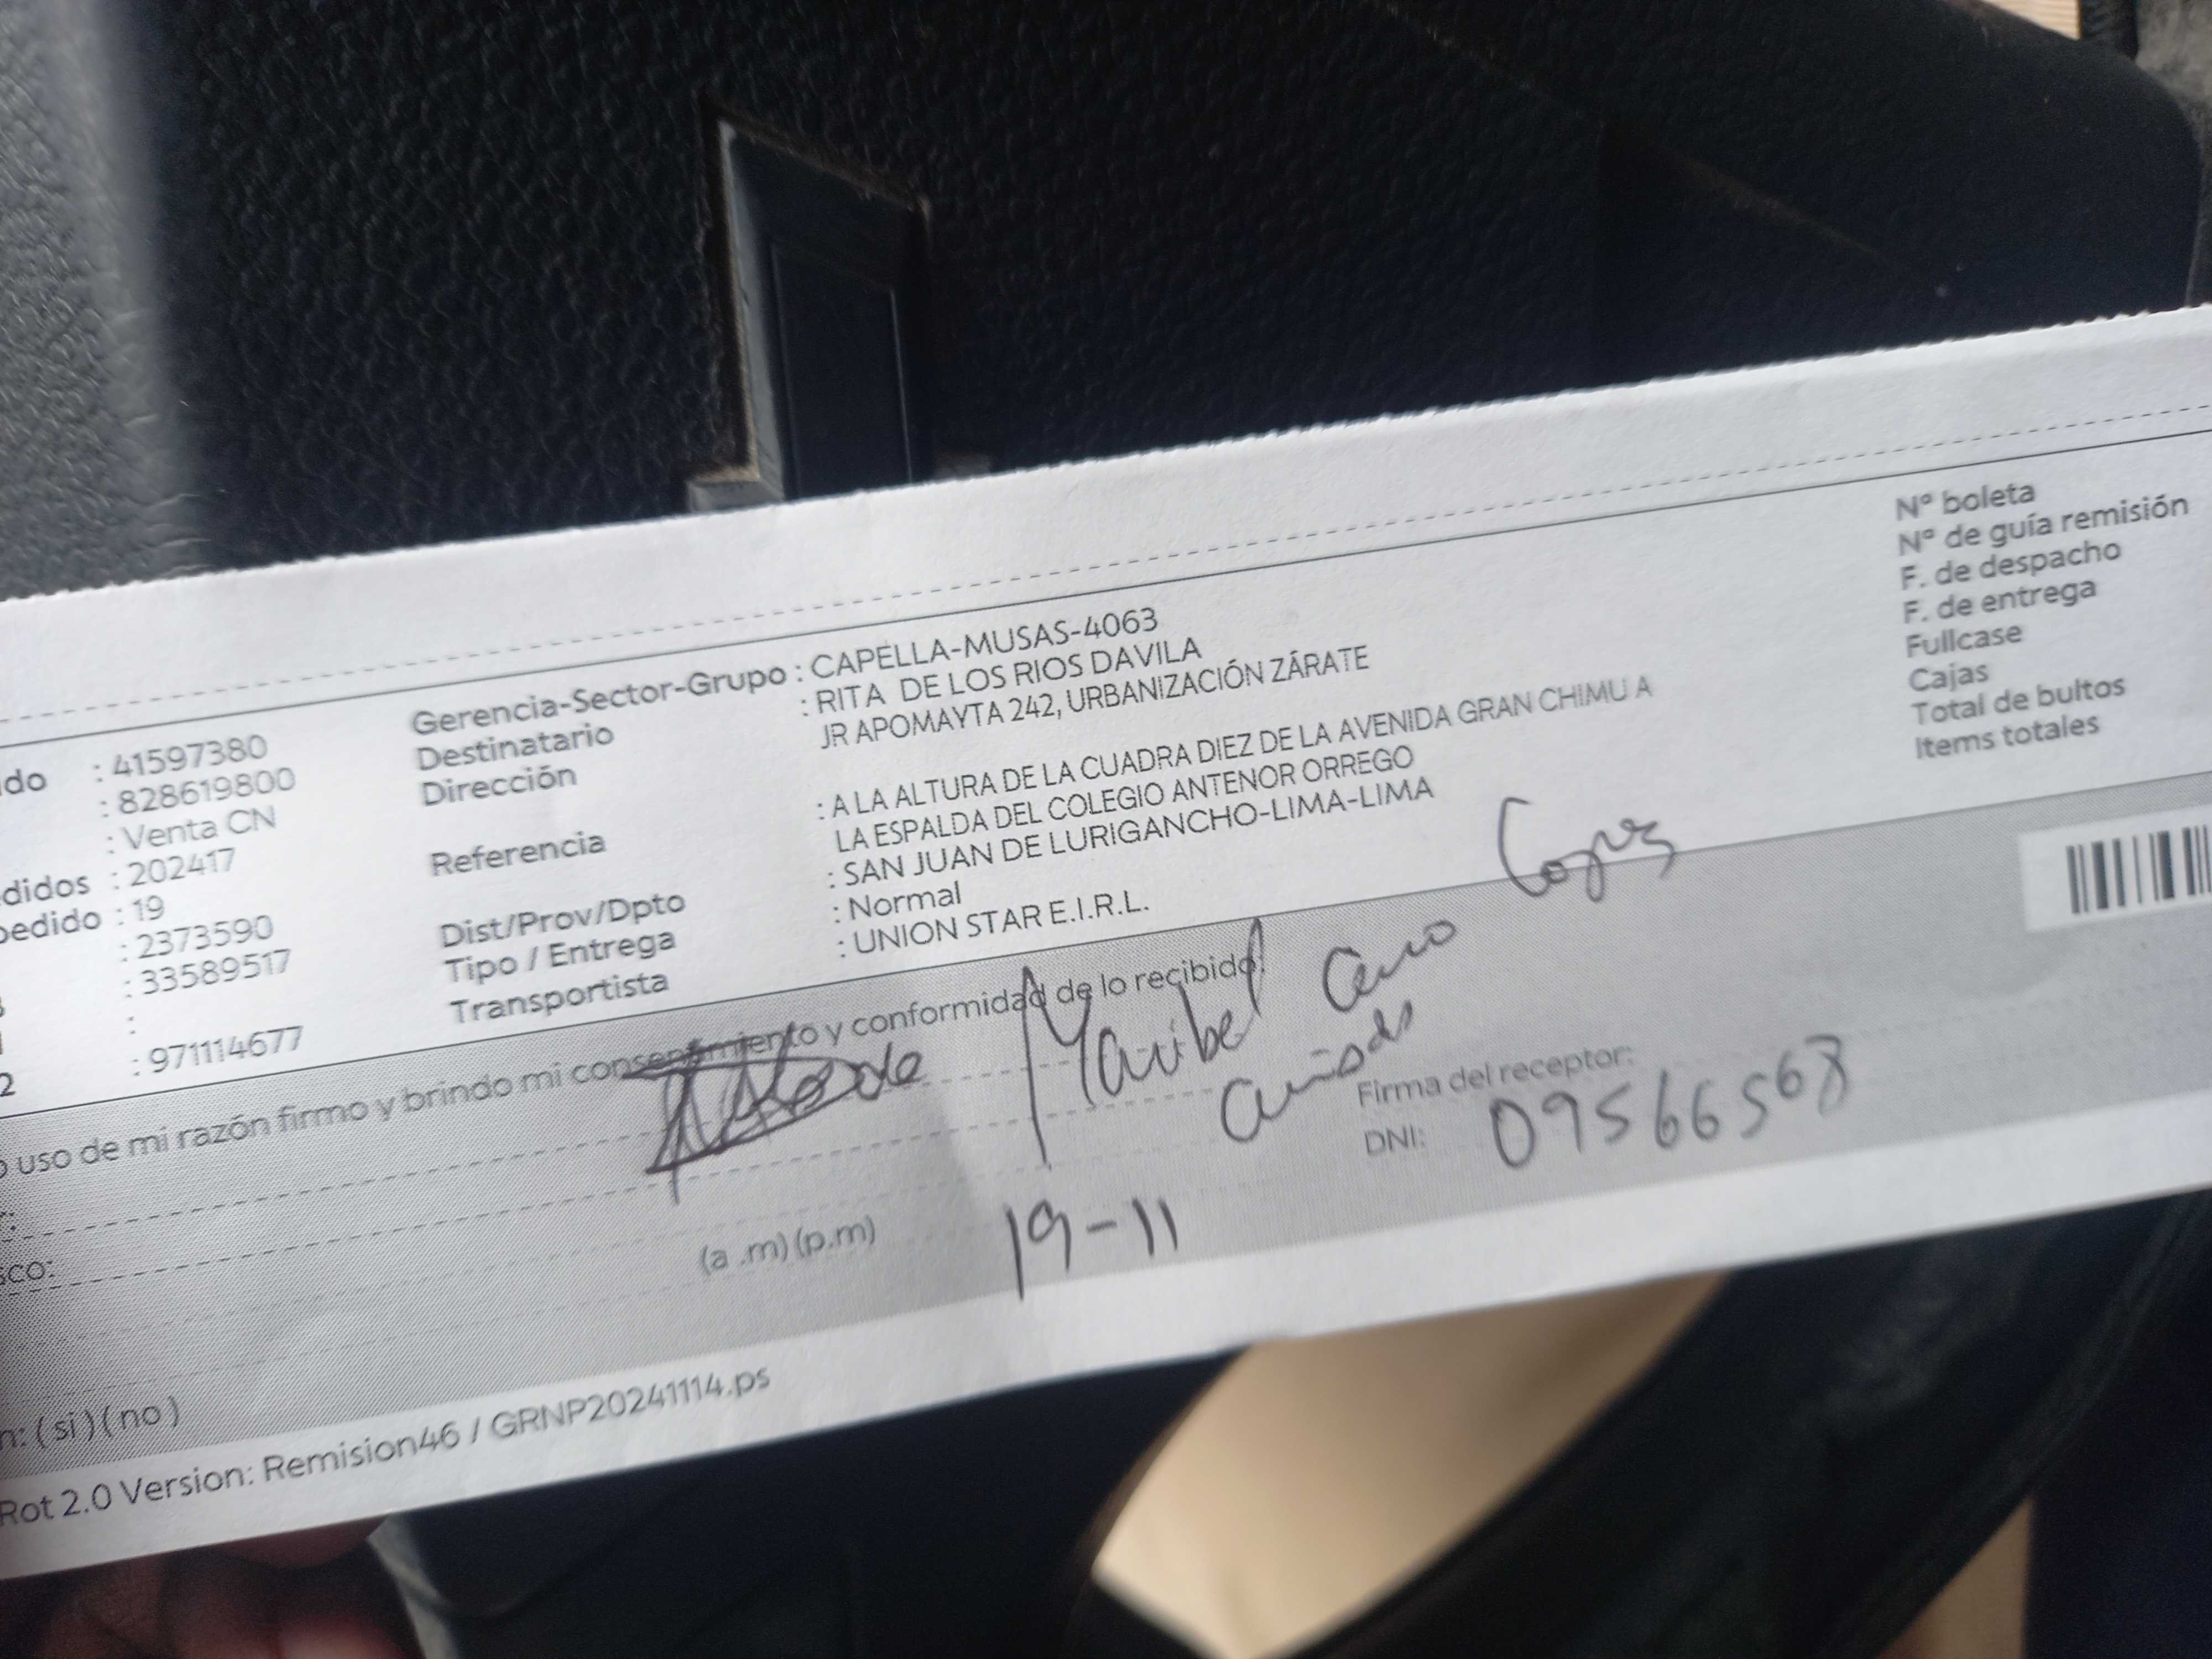 do : 41597380
: 828619800
: Venta CN
didos : 202417
pedido : 19
: 2373590
: 33589517
:
2 : 971114677
Gerencia-Sector-Grupo : CAPELLA-MUSAS-4063
Destinatario : RITA DE LOS RIOS DAVILA
Dirección JR APOMAYTA 242, URBANIZACIÓN ZÁRATE
Referencia : A LA ALTURA DE LA CUADRA DIEZ DE LA AVENIDA GRAN CHIMU A
LA ESPALDA DEL COLEGIO ANTENOR ORREGO
Dist/Prov/Dpto : SAN JUAN DE LURIGANCHO-LIMA-LIMA
Tipo / Entrega : Normal
Transportista : UNION STAR E.I.R.L.
N° boleta
N° de guía remisión
F. de despacho
F. de entrega
Fullcase
Cajas
Total de bultos
Items totales
uso de mi razón firmo y brindo mi consentimiento y conformidad de lo recibido.
Maribel
Firma del receptor:
DNI: 09566568
sco:
(a .m) (p.m) 19-11
n: ( si ) ( no )
Rot 2.0 Version: Remision46 / GRNP20241114.ps